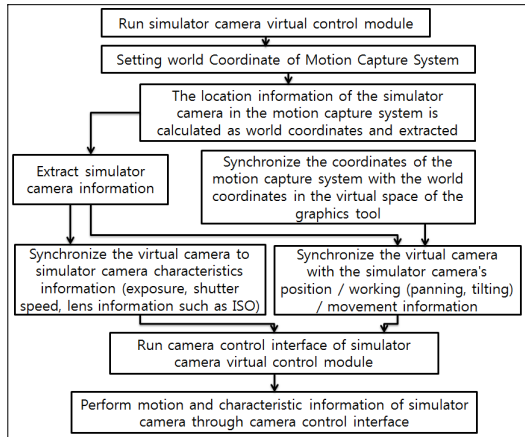 Run simulator camera virtual control module
Setting world Coordinate of Motion Capture System
The location information of the simulator
camera in the motion capture system is
calculated as world coordinates and extracted
Extract simulator
camera information
Synchronize the coordinates of the
motion capture system with the world
coordinates in the virtual space of the
graphics tool
Synchronize the virtual camera to
simulator camera characteristics
information (exposure, shutter
speed, lens information such as ISO)
Synchronize the virtual camera
with the simulator camera's
position / working (panning, tilting)
/ movement information
Run camera control interface of simulator
camera virtual control module
Perform motion and characteristic information of simulator
camera through camera control interface